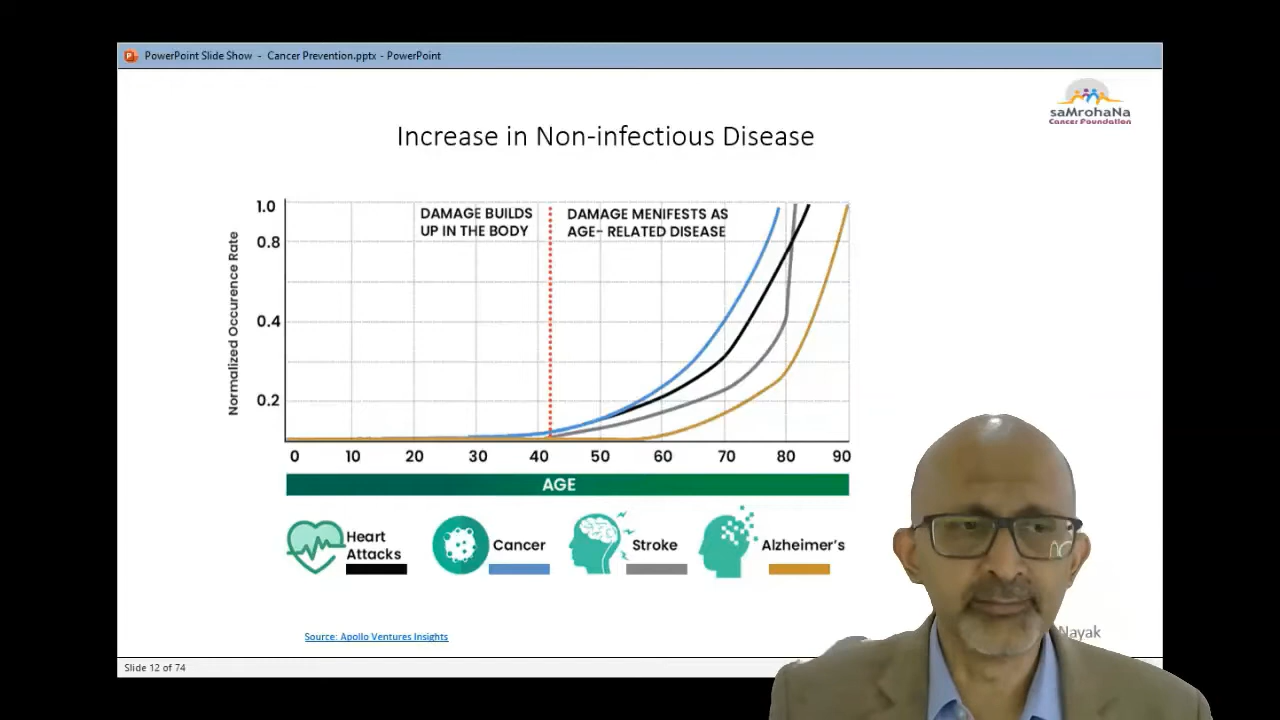 PowerPoint Slide Show - Cancer Prevention.pptx - PowerPoint
saMrohaNa
Cancer Foundation
Increase in Non-infectious Disease
DAMAGE BUILDS
UP IN THE BODY
DAMAGE MENIFESTS AS
AGE- RELATED DISEASE
Normalized Occurence Rate
1.0
0.8
0.4
0.2
0 10 20 30 40 50 60 70 80 90
AGE
Heart
Attacks
Cancer
Stroke
Alzheimer's
Source: Apollo Ventures Insights
Nayak
Slide 12 of 74